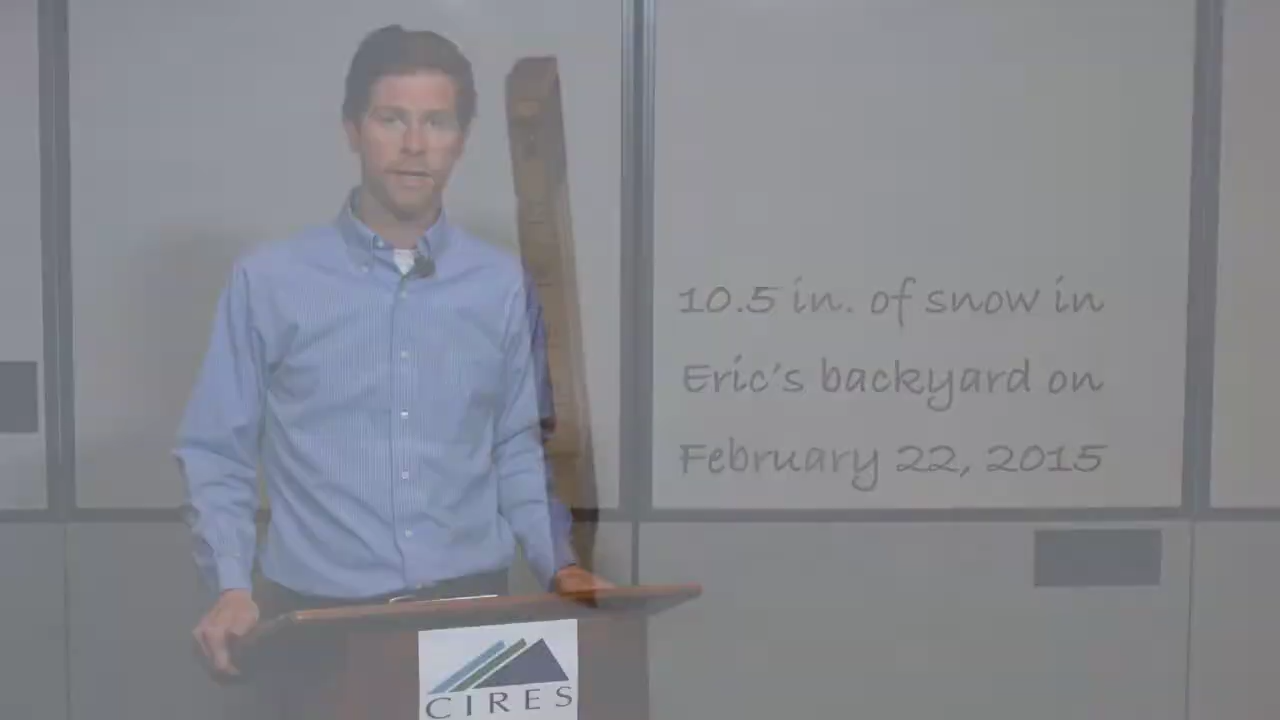 10.5 in. of snow in
Eric's backyard on
February 22, 2015
CIRES